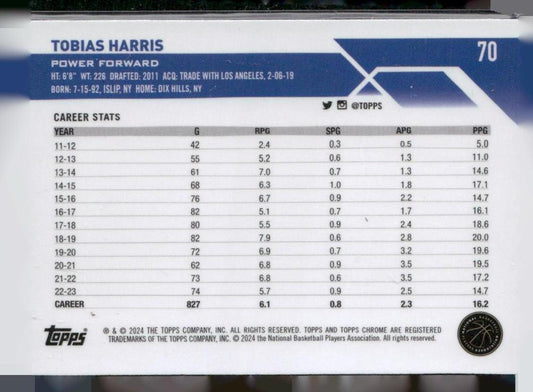 TOBIAS HARRIS
70
POWER FORWARD
HT: 6'8" WT: 226 DRAFTED: 2011 ACQ: TRADE WITH LOS ANGELES, 2-06-19
BORN: 7-15-92, ISLIP, NY HOME: DIX HILLS, NY
@TOPPS
CAREER STATS
YEAR G RPG SPG APG PPG
11-12 42 2.4 0.3 0.5 5.0
12-13 55 5.2 0.6 1.3 11.0
13-14 61 7.0 0.7 1.3 14.6
14-15 68 6.3 1.0 1.8 17.1
15-16 76 6.7 0.9 2.2 14.7
16-17 82 5.1 0.7 1.7 16.1
17-18 80 5.5 0.9 2.4 18.6
18-19 82 7.9 0.6 2.8 20.0
19-20 72 6.9 0.7 3.2 19.6
20-21 62 6.8 0.9 3.5 19.5
21-22 73 6.8 0.6 3.5 17.2
22-23 74 5.7 0.9 2.5 14.7
CAREER 827 6.1 0.8 2.3 16.2
Topps
® & © 2024 THE TOPPS COMPANY, INC. ALL RIGHTS RESERVED. TOPPS AND TOPPS CHROME ARE REGISTERED
TRADEMARKS OF THE TOPPS COMPANY, INC. © 2024 the National Basketball Players Association. All rights reserved.